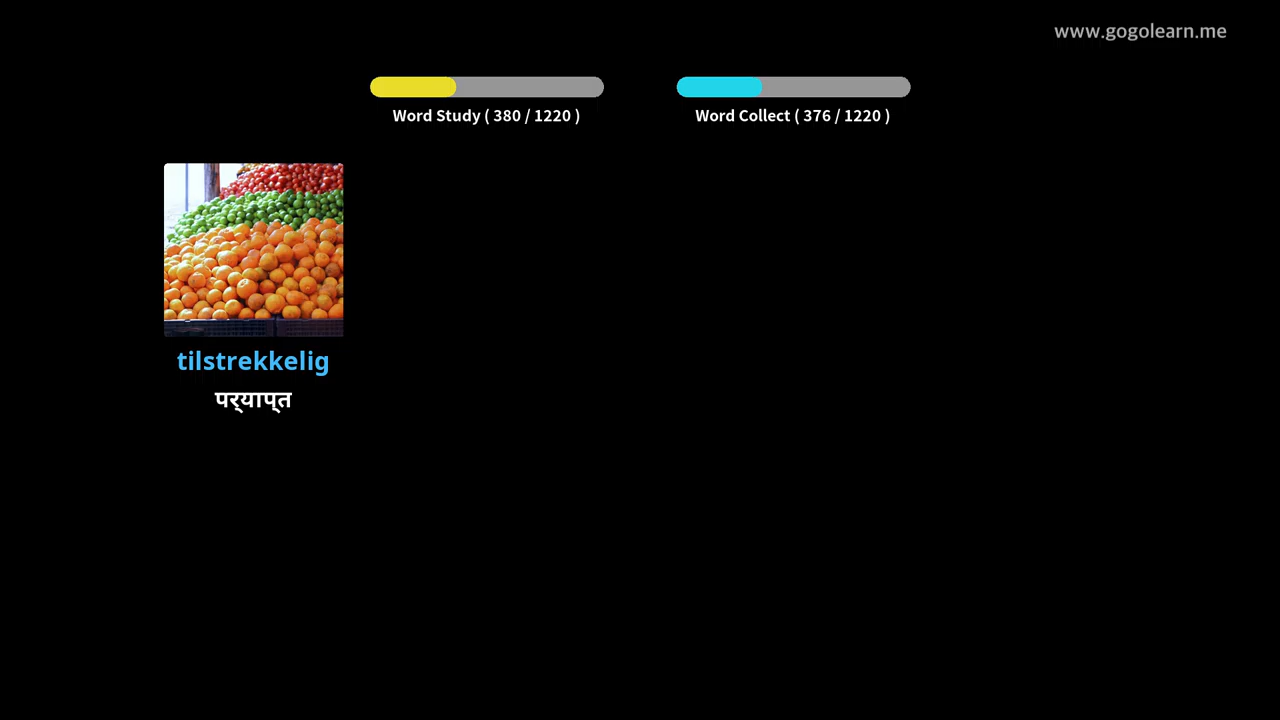 www.gogolearn.me
Word Study ( 380 / 1220 )
Word Collect ( 376 / 1220 )
tilstrekkelig
पर्याप्त